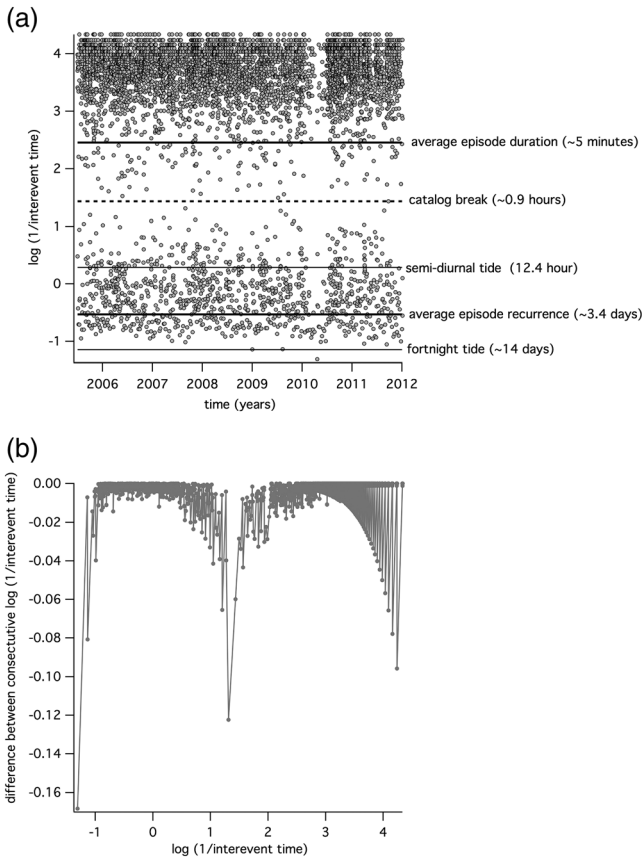 (a)
4
3
2
1
0
-1
log (1/interevent time)
average episode duration (~5 minutes)
catalog break (~0.9 hours)
semi-diurnal tide (12.4 hour)
average episode recurrence (~3.4 days)
fortnight tide (~14 days)
2006 2007 2008 2009 2010 2011 2012
time (years)
(b)
0.00
-0.02
-0.04
-0.06
-0.08
-0.10
-0.12
-0.14
-0.16
difference between consectutive log (1/interevent time)
-1 0 1 2 3 4
log (1/interevent time)